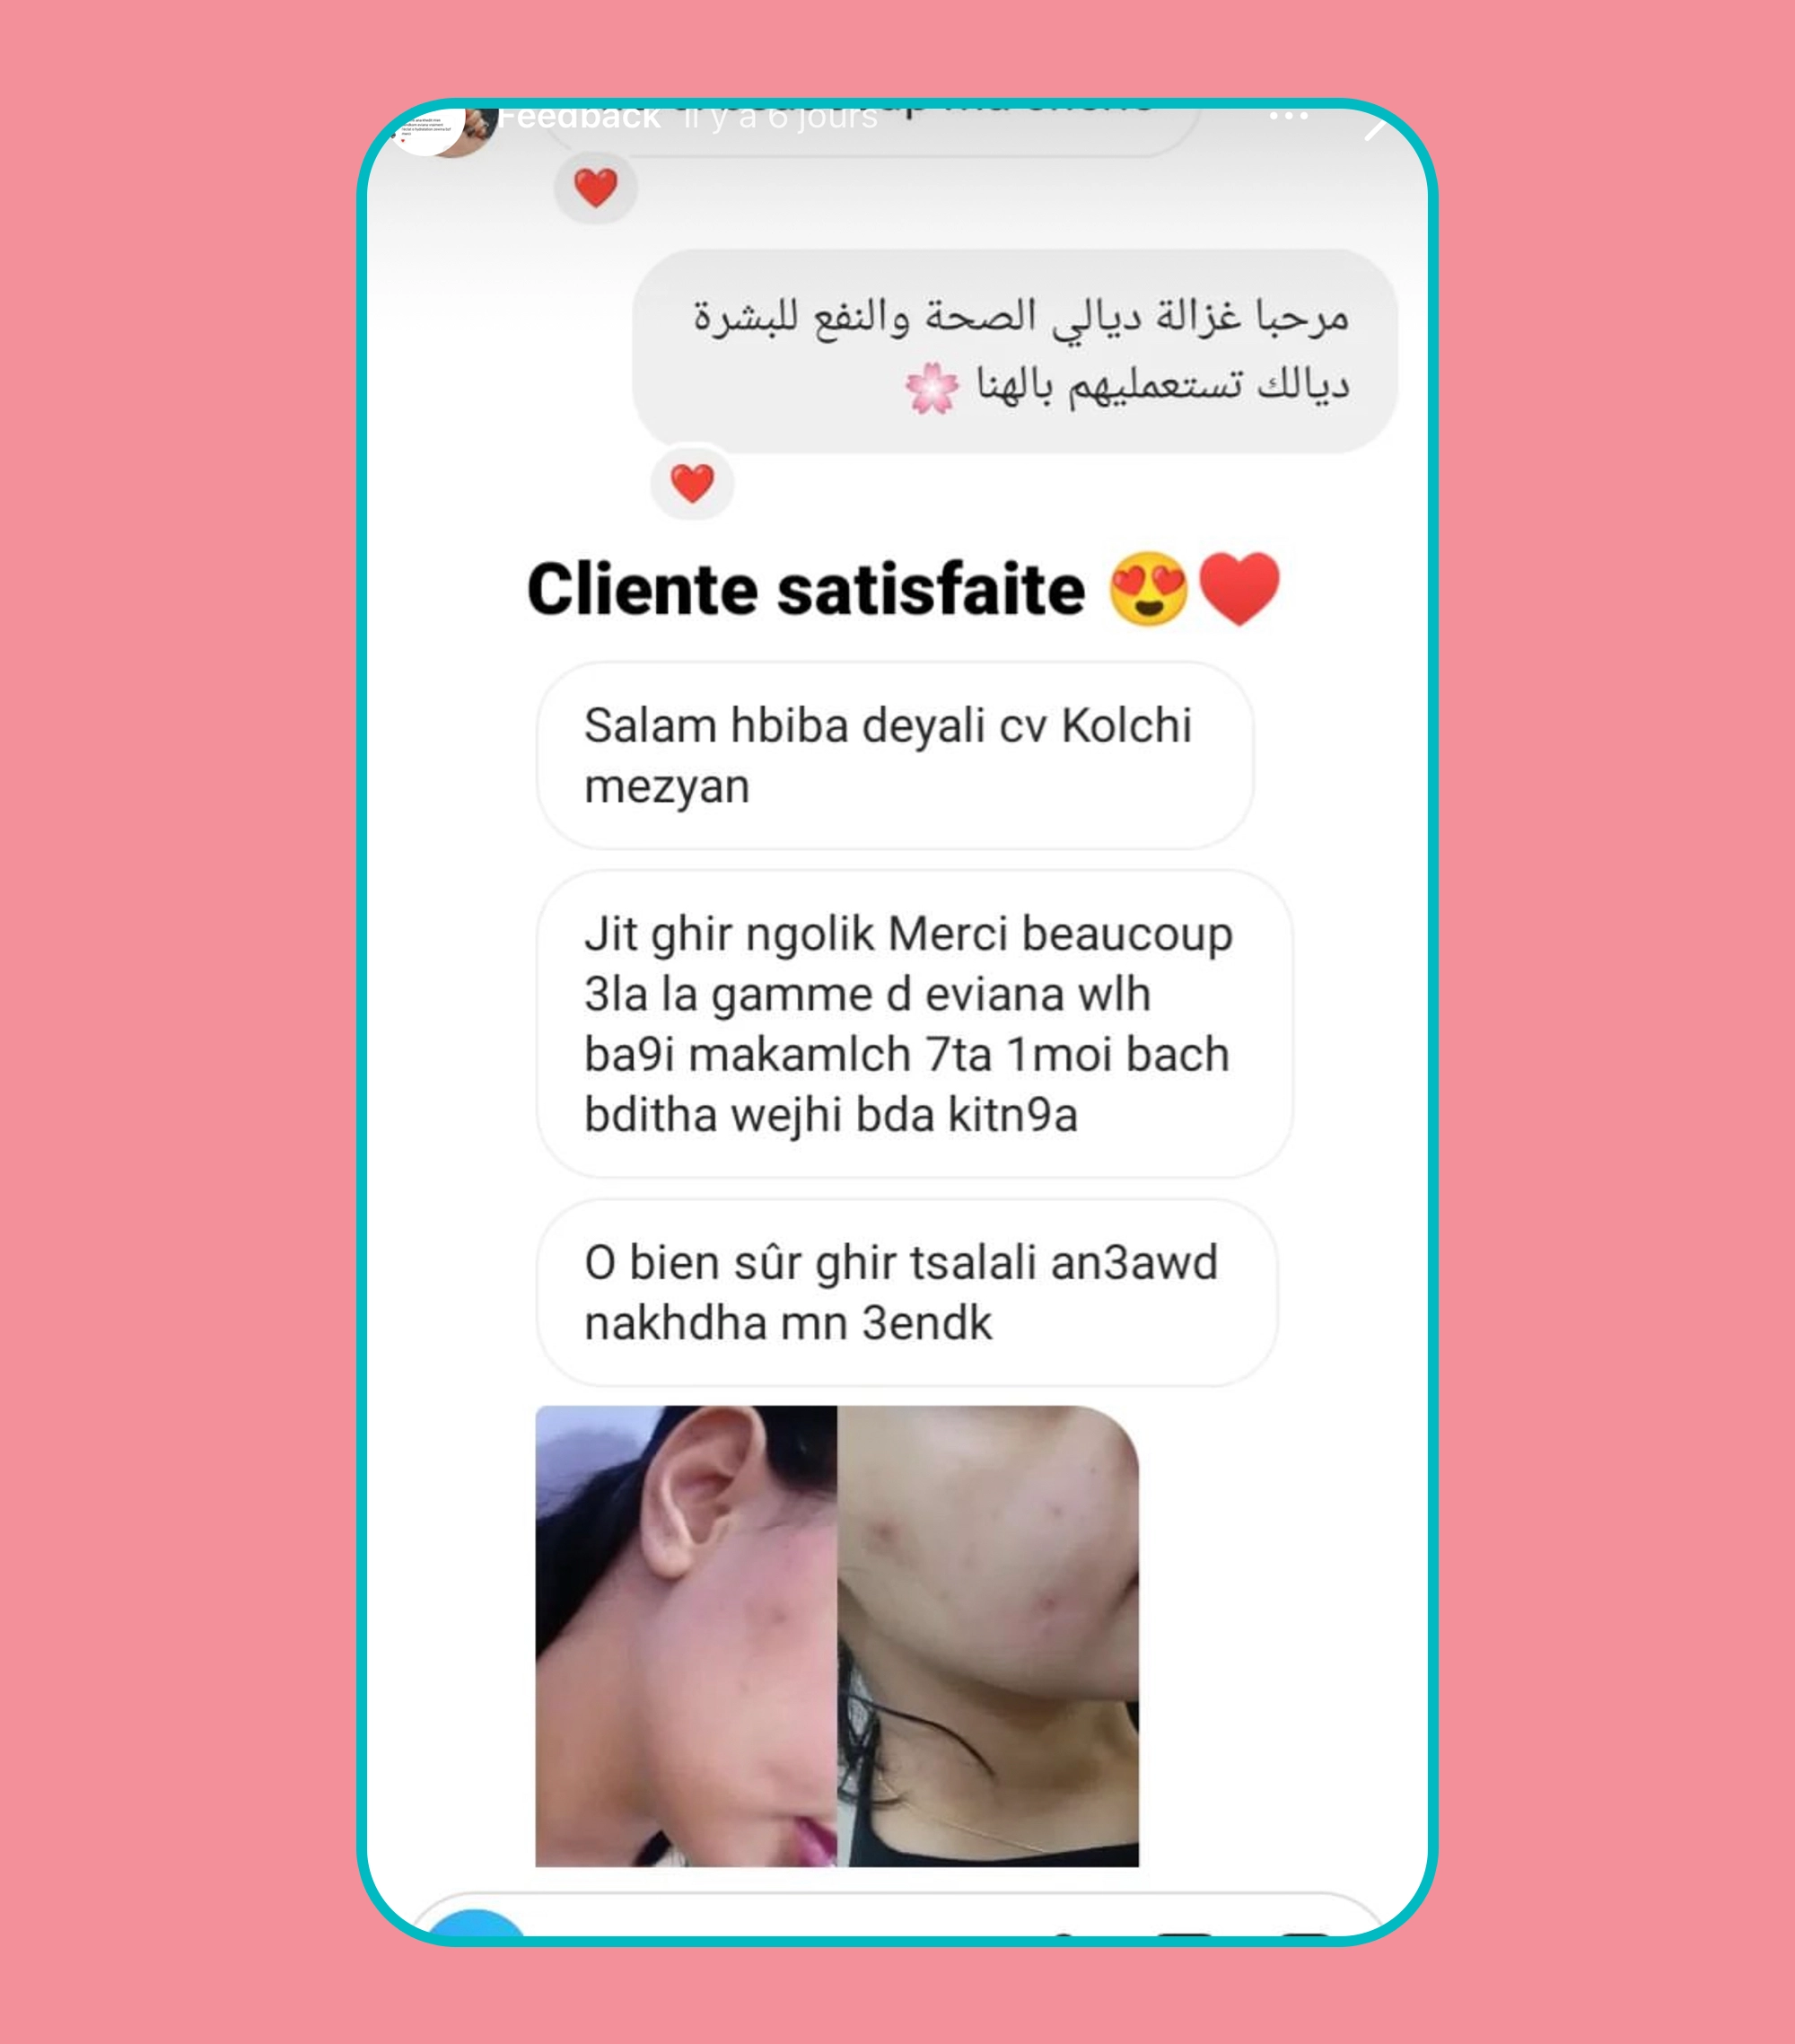 Feedback Il y a 6 jours
❤️
مرحبا غزالة ديالي الصحة والنفع للبشرة
ديالك تستعمليهم بالهنا 🌸
❤️
Cliente satisfaite 😍♥️
Salam hbiba deyali cv Kolchi
mezyan
Jit ghir ngolik Merci beaucoup
3la la gamme d eviana wlh
ba9i makamlch 7ta 1moi bach
bditha wejhi bda kitn9a
O bien sûr ghir tsalali an3awd
nakhdha mn 3endk